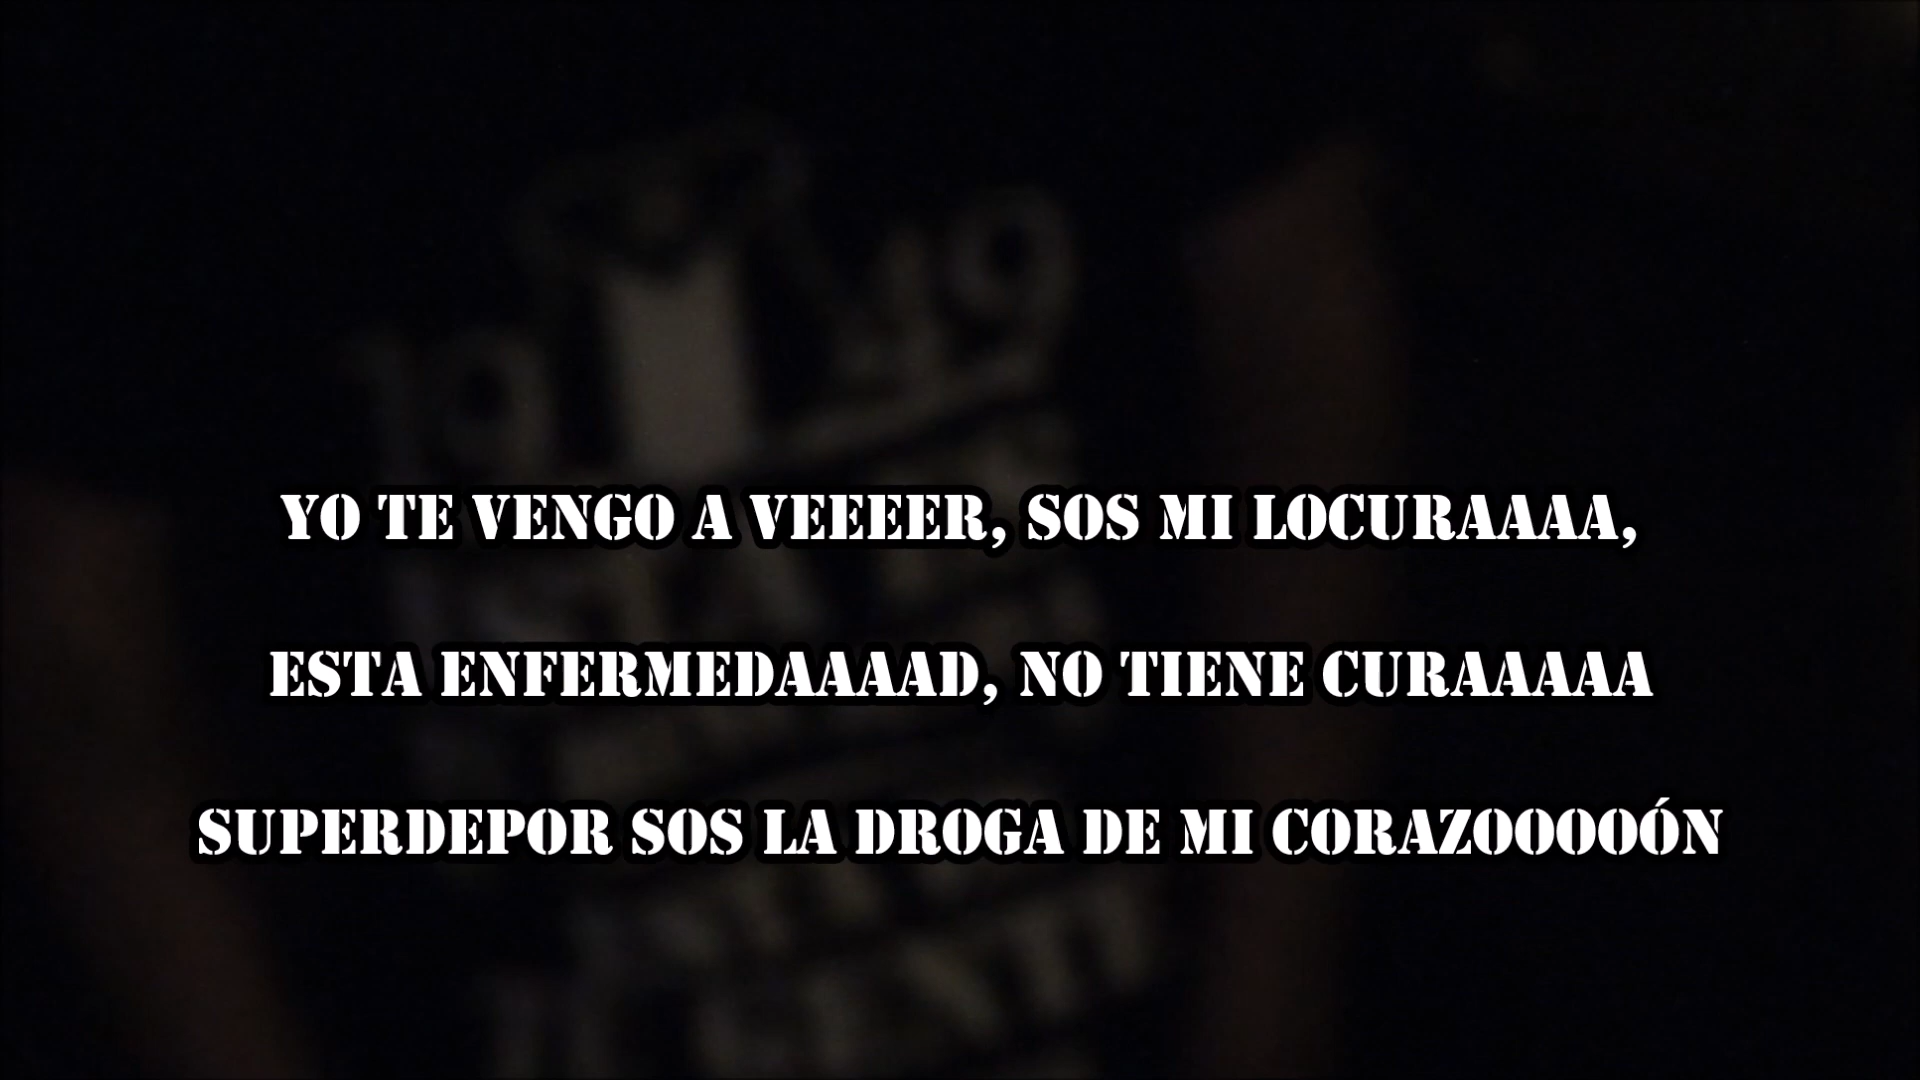 YO TE VENGO A VEEEER, SOS MI LOCURAAAA,
ESTA ENFERMEDAAAAD, NO TIENE CURAAAAA
SUPERDEPOR SOS LA DROGA DE MI CORAZOOOOÓN